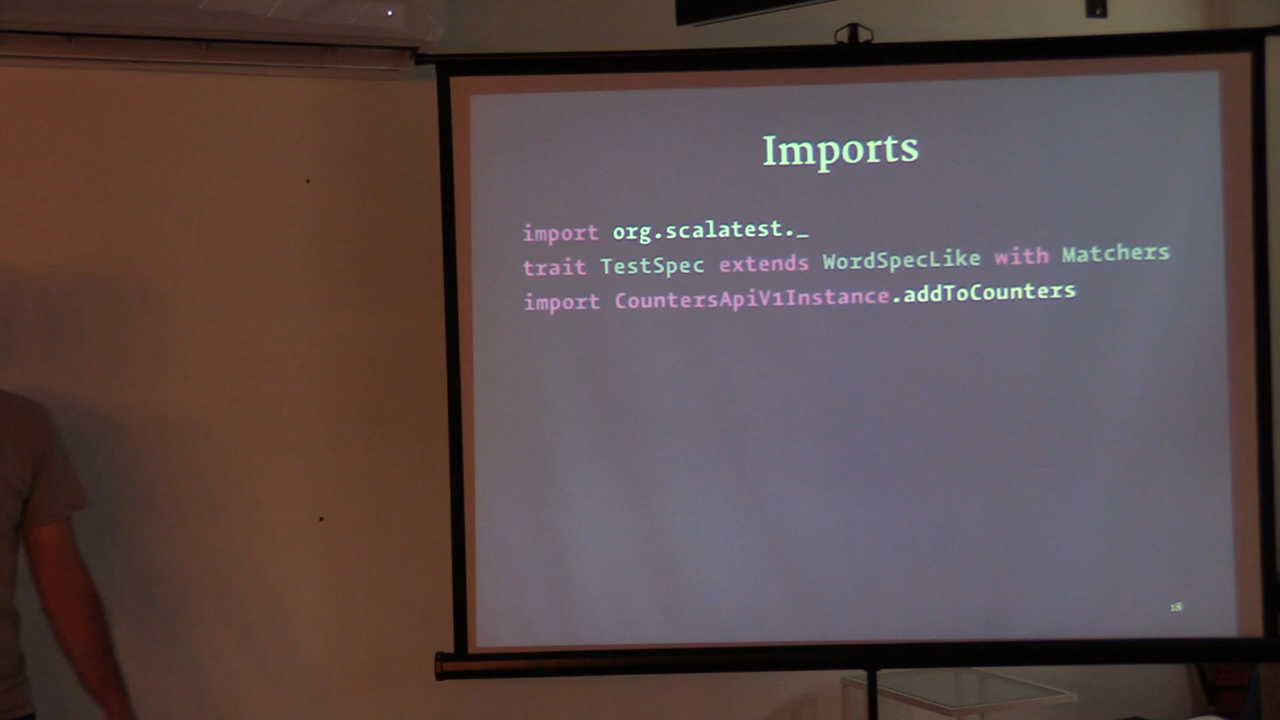 Imports
import org.scalatest._
trait TestSpec extends WordSpecLike with Matchers
import CountersApiV1Instance.addToCounters
18